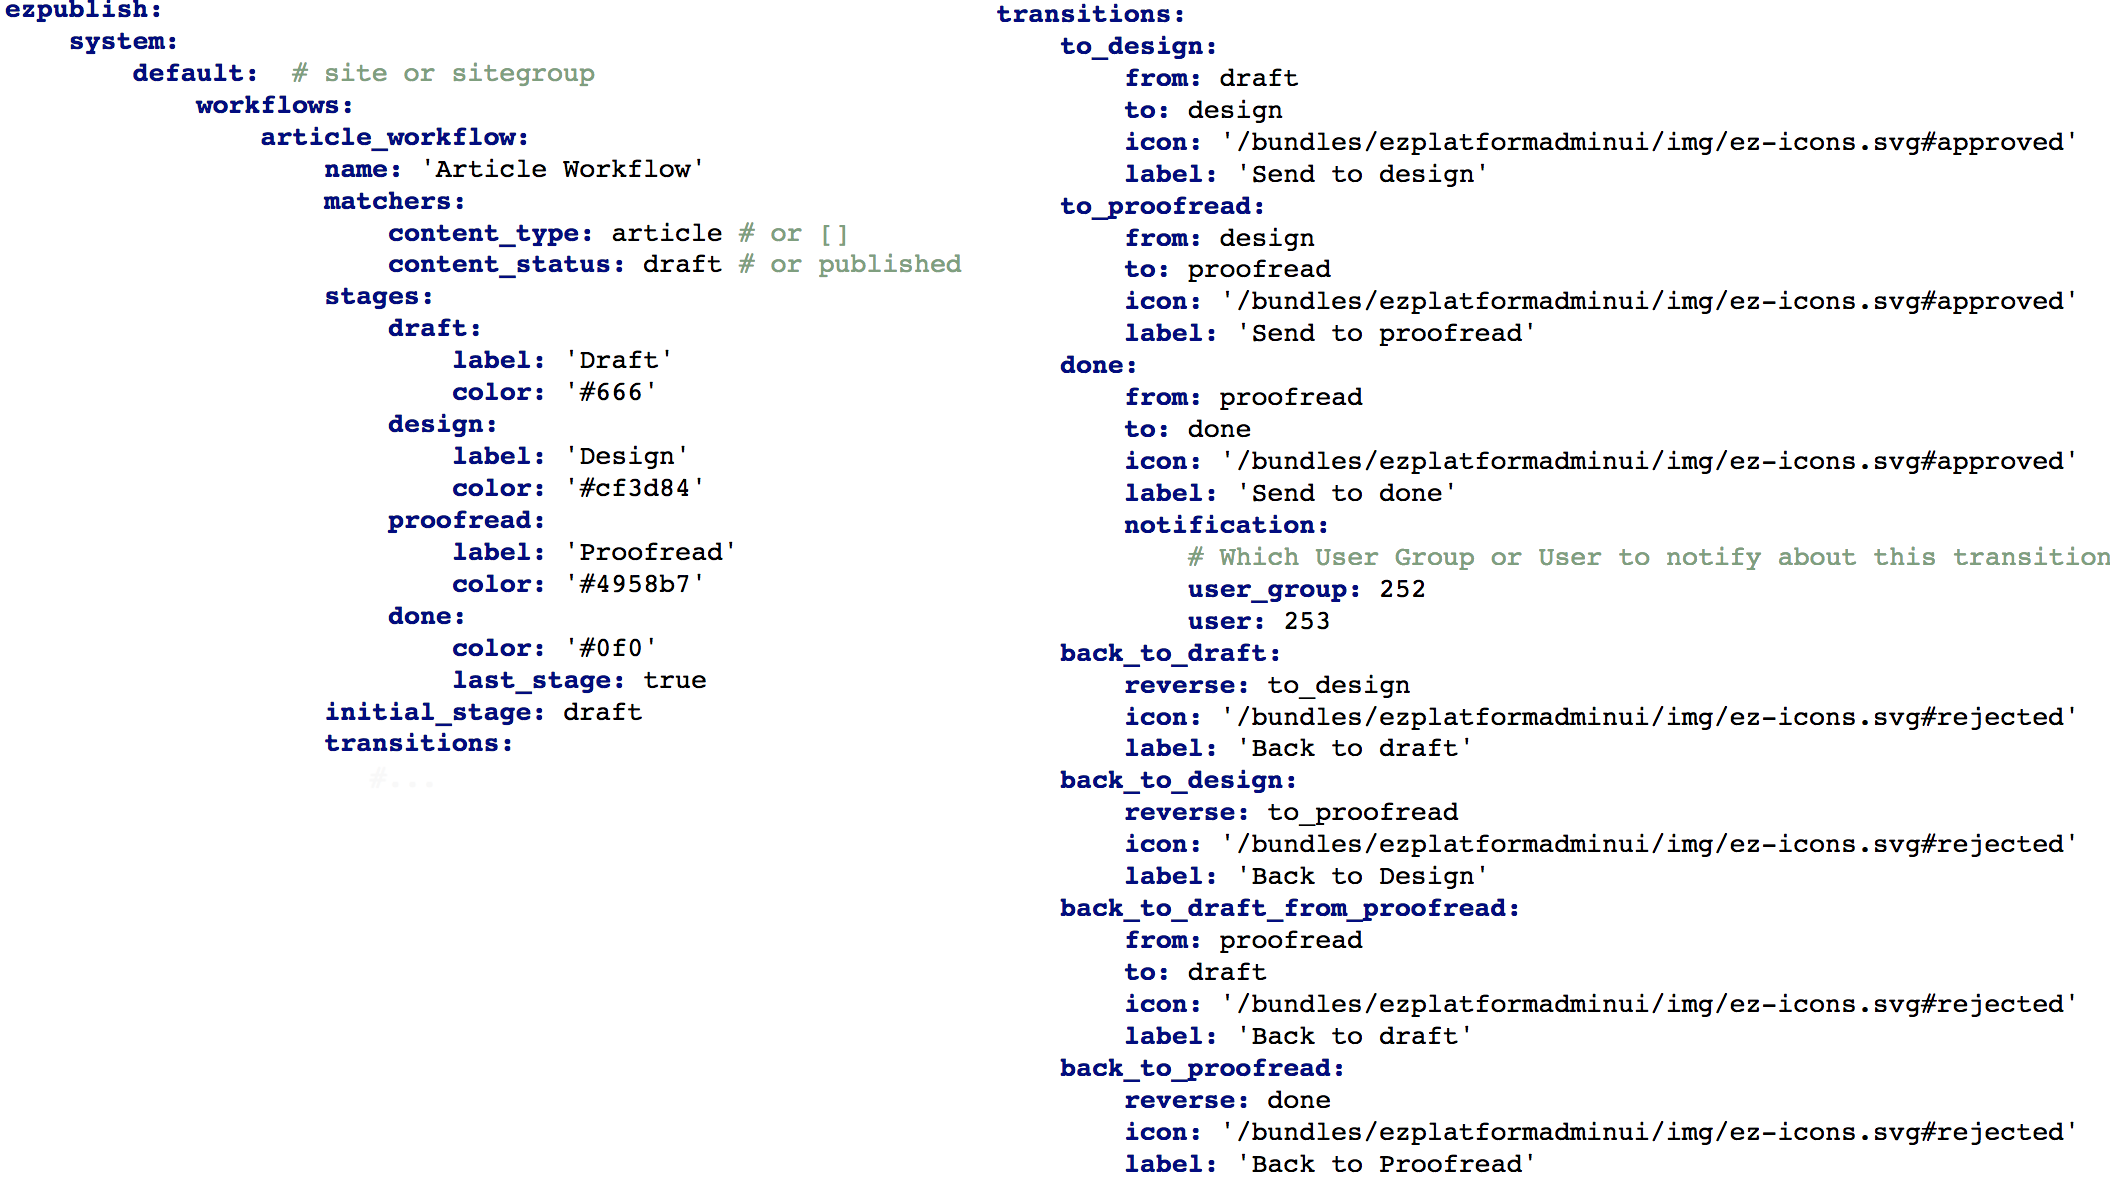 ezpublish:
    system:
        default:  # site or sitegroup
            workflows:
                article_workflow:
                    name: 'Article Workflow'
                    matchers:
                        content_type: article # or []
                        content_status: draft # or published
                    stages:
                        draft:
                            label: 'Draft'
                            color: '#666'
                        design:
                            label: 'Design'
                            color: '#cf3d84'
                        proofread:
                            label: 'Proofread'
                            color: '#4958b7'
                        done:
                            color: '#0f0'
                            last_stage: true
                    initial_stage: draft
                    transitions:
                       #...
transitions:
    to_design:
        from: draft
        to: design
        icon: '/bundles/ezplatformadminui/img/ez-icons.svg#approved'
        label: 'Send to design'
    to_proofread:
        from: design
        to: proofread
        icon: '/bundles/ezplatformadminui/img/ez-icons.svg#approved'
        label: 'Send to proofread'
    done:
        from: proofread
        to: done
        icon: '/bundles/ezplatformadminui/img/ez-icons.svg#approved'
        label: 'Send to done'
        notification:
            # Which User Group or User to notify about this transition
            user_group: 252
            user: 253
    back_to_draft:
        reverse: to_design
        icon: '/bundles/ezplatformadminui/img/ez-icons.svg#rejected'
        label: 'Back to draft'
    back_to_design:
        reverse: to_proofread
        icon: '/bundles/ezplatformadminui/img/ez-icons.svg#rejected'
        label: 'Back to Design'
    back_to_draft_from_proofread:
        from: proofread
        to: draft
        icon: '/bundles/ezplatformadminui/img/ez-icons.svg#rejected'
        label: 'Back to draft'
    back_to_proofread:
        reverse: done
        icon: '/bundles/ezplatformadminui/img/ez-icons.svg#rejected'
        label: 'Back to Proofread'